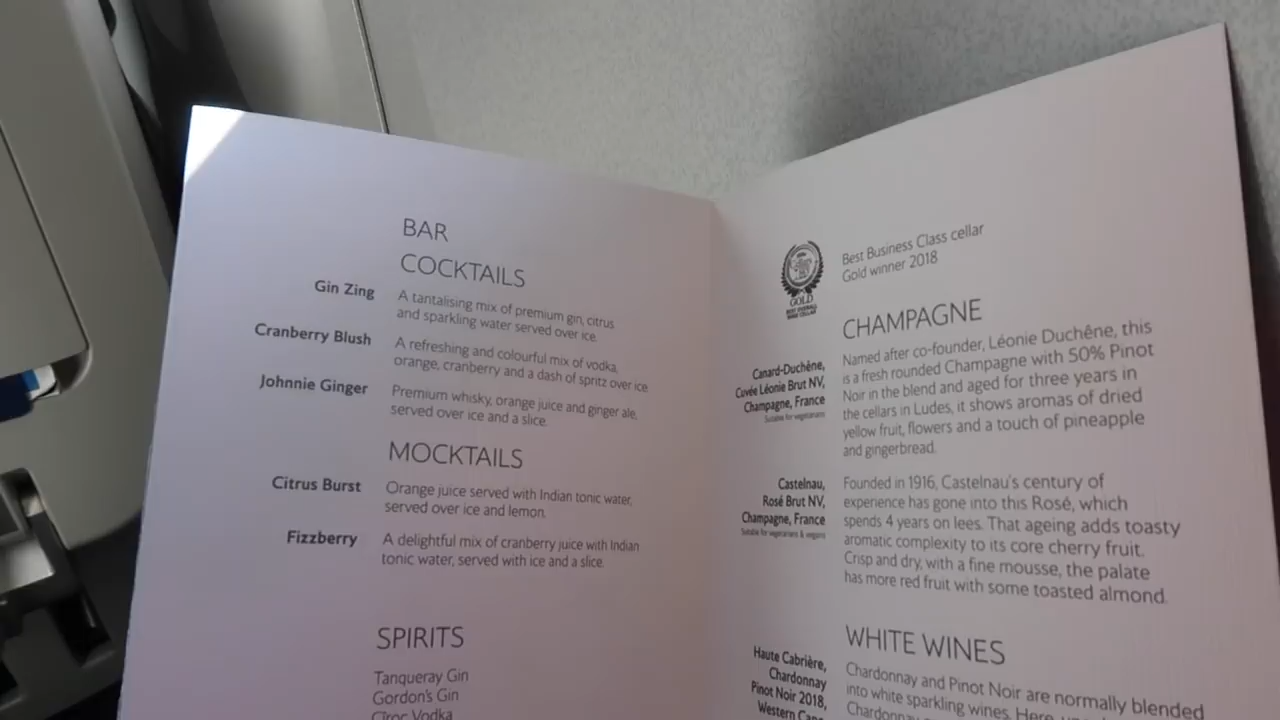 BAR
COCKTAILS
Gin Zing
A tantalising mix of premium gin, citrus
and sparkling water served over ice.
Cranberry Blush
A refreshing and colourful mix of vodka,
orange, cranberry and a dash of spritz over ice
Johnnie Ginger
Premium whisky, orange juice and ginger ale,
served over ice and a slice.
MOCKTAILS
Citrus Burst
Orange juice served with Indian tonic water,
served over ice and lemon.
Fizzberry
A delightful mix of cranberry juice with Indian
tonic water, served with ice and a slice.
SPIRITS
Tanqueray Gin
Gordon's Gin
Cîroc Vodka
GOLD
Best Business Class cellar
Gold winner 2018
CHAMPAGNE
Canard-Duchêne,
Cuvée Léonie Brut NV,
Champagne, France
Suitable for vegetarians
Named after co-founder, Léonie Duchêne, this
is a fresh rounded Champagne with 50% Pinot
Noir in the blend and aged for three years in
the cellars in Ludes, it shows aromas of dried
yellow fruit, flowers and a touch of pineapple
and gingerbread.
Castelnau,
Rosé Brut NV,
Champagne, France
Suitable for vegetarians & vegans
Founded in 1916, Castelnau's century of
experience has gone into this Rosé, which
spends 4 years on lees. That ageing adds toasty
aromatic complexity to its core cherry fruit.
Crisp and dry, with a fine mousse, the palate
has more red fruit with some toasted almond.
WHITE WINES
Haute Cabrière,
Chardonnay
Pinot Noir 2018,
Western Cape
Chardonnay and Pinot Noir are normally blended
into white sparkling wines. Here,
Chardonnay